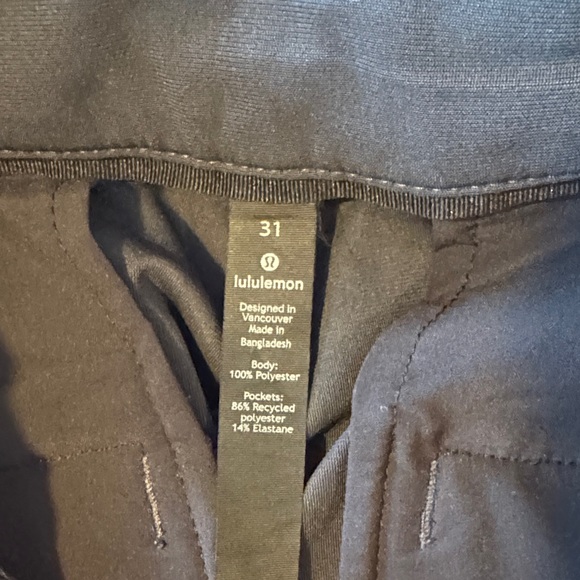 31
lululemon
Designed in
Vancouver
Made in
Bangladesh
Body:
100% Polyester
Pockets:
86% Recycled
polyester
14% Elastane